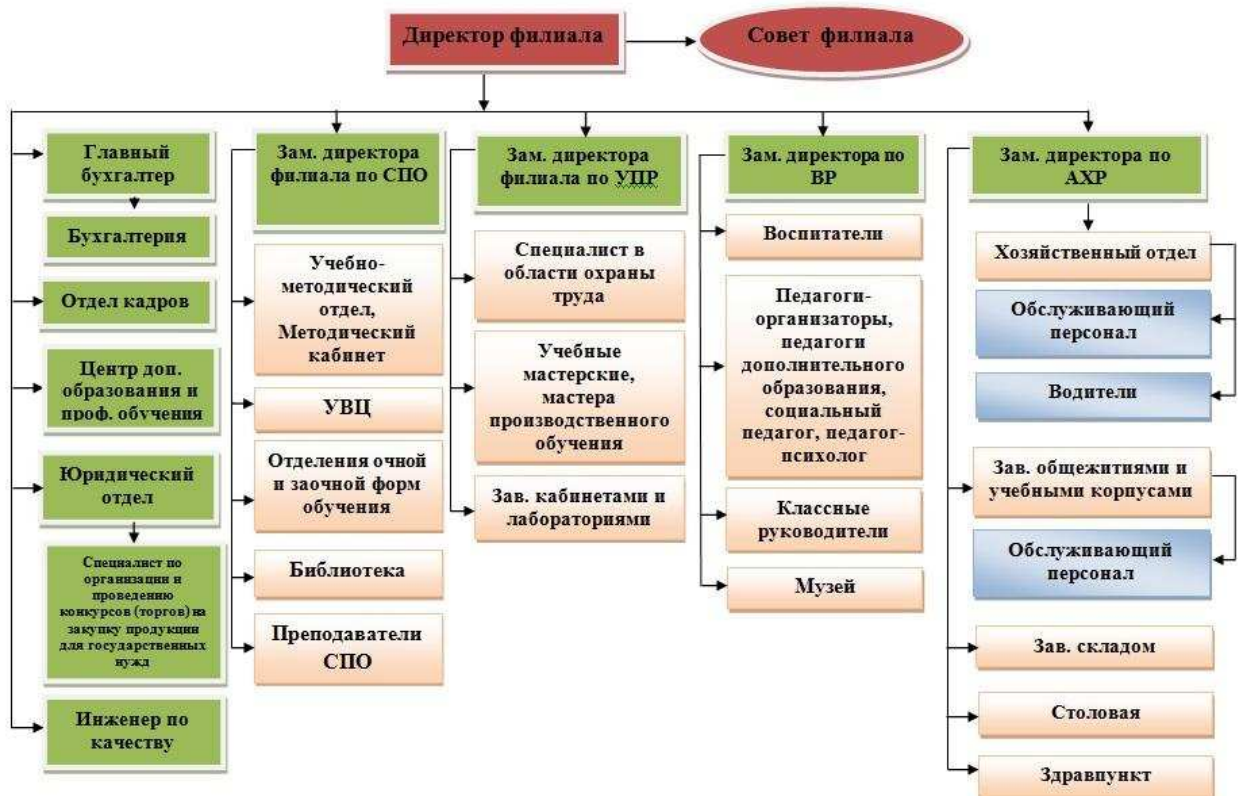 Директор филиала
Совет филиала
Главный
бухгалтер
Бухгалтерия
Отдел кадров
Центр доп.
образования и
проф. обучения
Юридический
отдел
Специалист по
организации и
проведению
конкурсов (торгов) на
закупку продукции
для государственных
нужд
Инженер по
качеству
Зам. директора
филиала по СПО
Учебно-
методический
отдел,
Методический
кабинет
УВЦ
Отделения очной
и заочной форм
обучения
Библиотека
Преподаватели
СПО
Зам. директора
филиала по УПР
Специалист в
области охраны
труда
Учебные
мастерские,
мастера
производственного
обучения
Зав. кабинетами и
лабораториями
Зам. директора по
ВР
Воспитатели
Педагоги-
организаторы,
педагоги
дополнительного
образования,
социальный
педагог, педагог-
психолог
Классные
руководители
Музей
Зам. директора по
АХР
Хозяйственный отдел
Обслуживающий
персонал
Водители
Зав. общежитиями и
учебными корпусами
Обслуживающий
персонал
Зав. складом
Столовая
Здравпункт